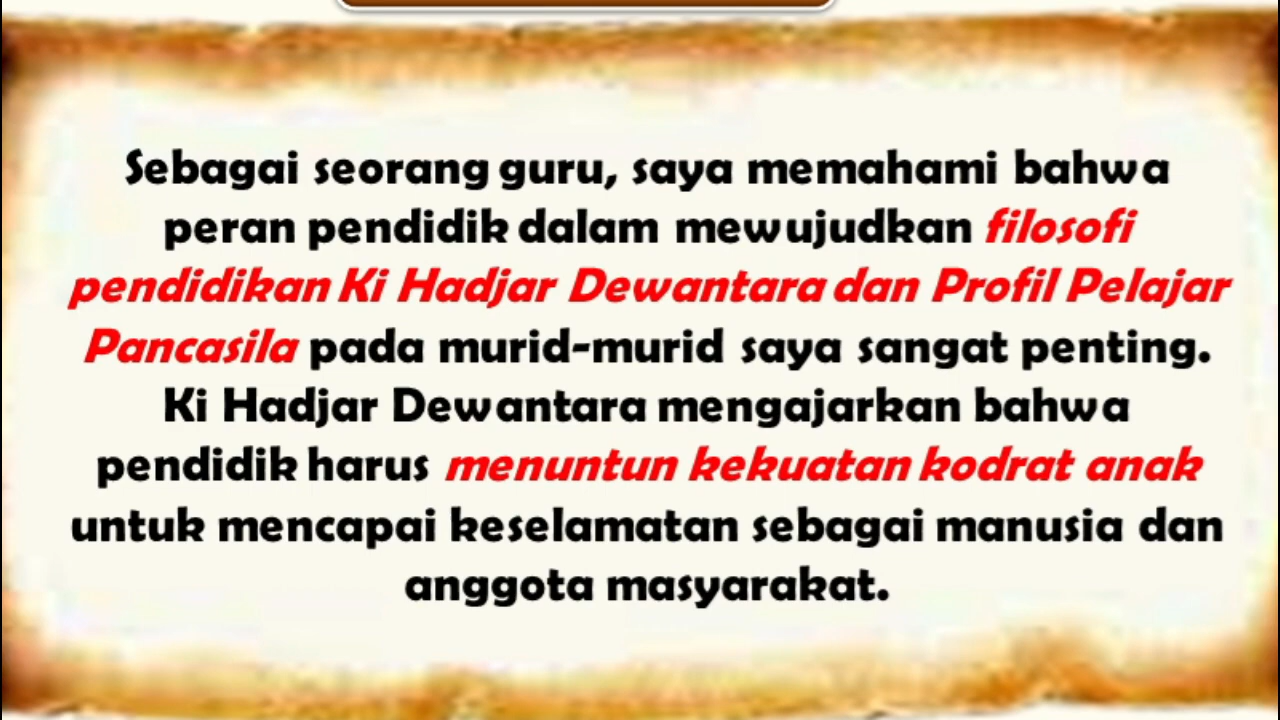 Sebagai seorang guru, saya memahami bahwa
peran pendidik dalam mewujudkan filosofi
pendidikan Ki Hadjar Dewantara dan Profil Pelajar
Pancasila pada murid-murid saya sangat penting.
Ki Hadjar Dewantara mengajarkan bahwa
pendidik harus menuntun kekuatan kodrat anak
untuk mencapai keselamatan sebagai manusia dan
anggota masyarakat.